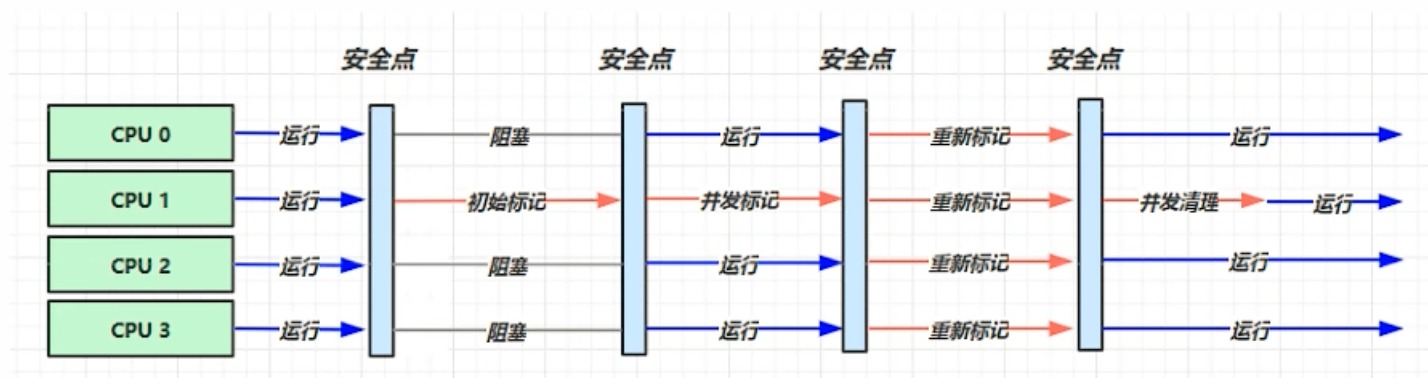 安全点 安全点 安全点 安全点
CPU 0 运行 阻塞 运行 重新标记 运行
CPU 1 运行 初始标记 并发标记 重新标记 并发清理 运行
CPU 2 运行 阻塞 运行 重新标记 运行
CPU 3 运行 阻塞 运行 重新标记 运行